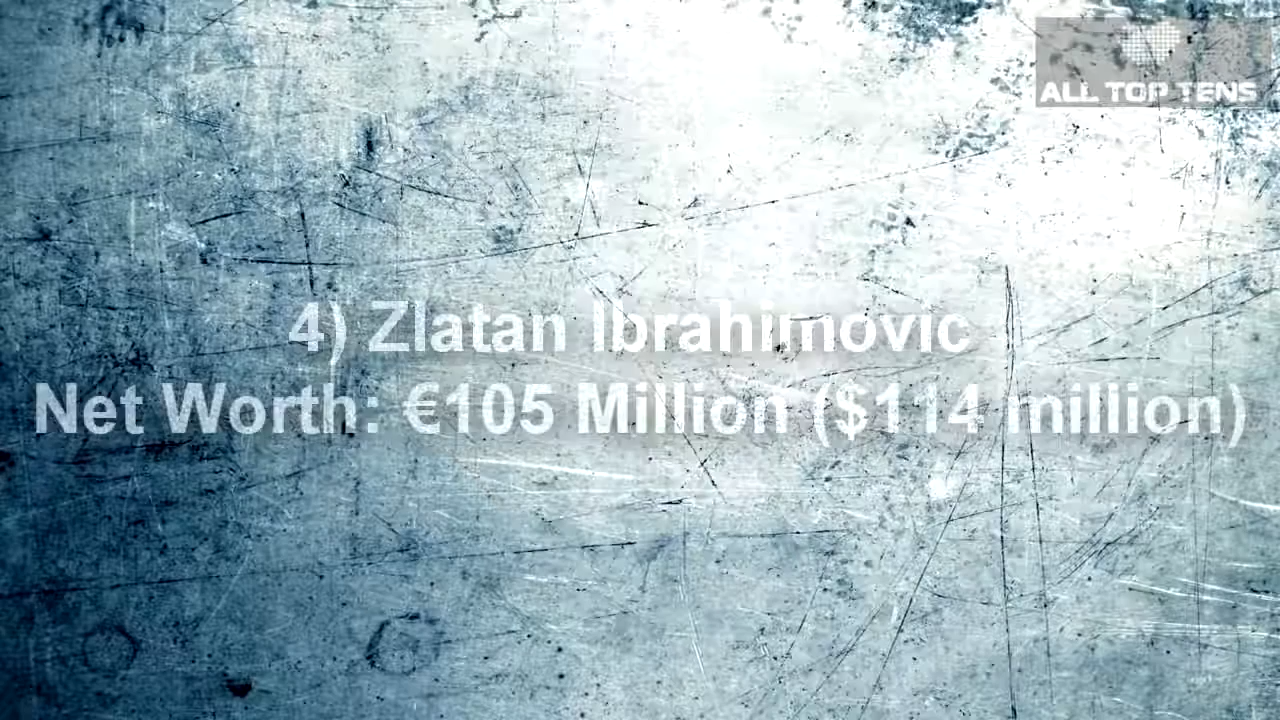 ALL TOP TENS
4) Zlatan Ibrahimovic
Net Worth: €105 Million ($114 million)